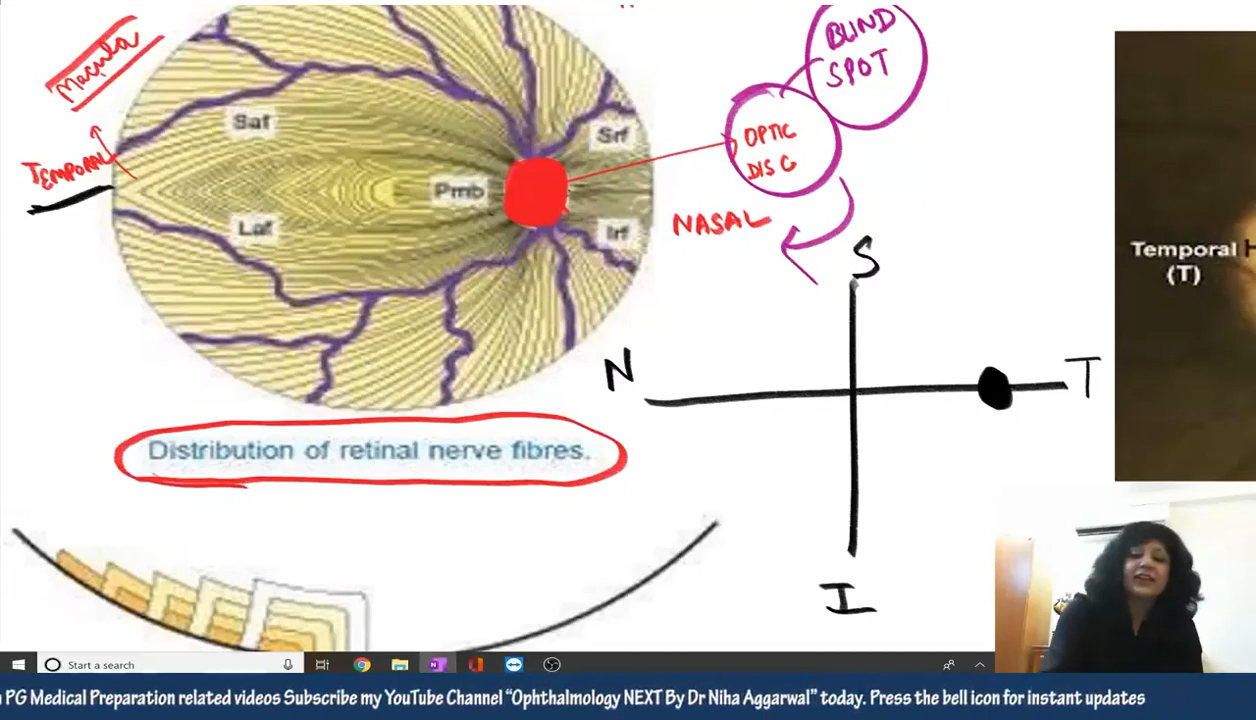 Macula
BLIND
SPOT
Saf
Srf
OPTIC
DISC
TEMPORAL
Pmb
NASAL
Laf
Irf
S
Temporal
(T)
N
T
Distribution of retinal nerve fibres.
I
Start a search
PG Medical Preparation related videos Subscribe my YouTube Channel “Ophthalmology NEXT By Dr Niha Aggarwal” today. Press the bell icon for instant updates